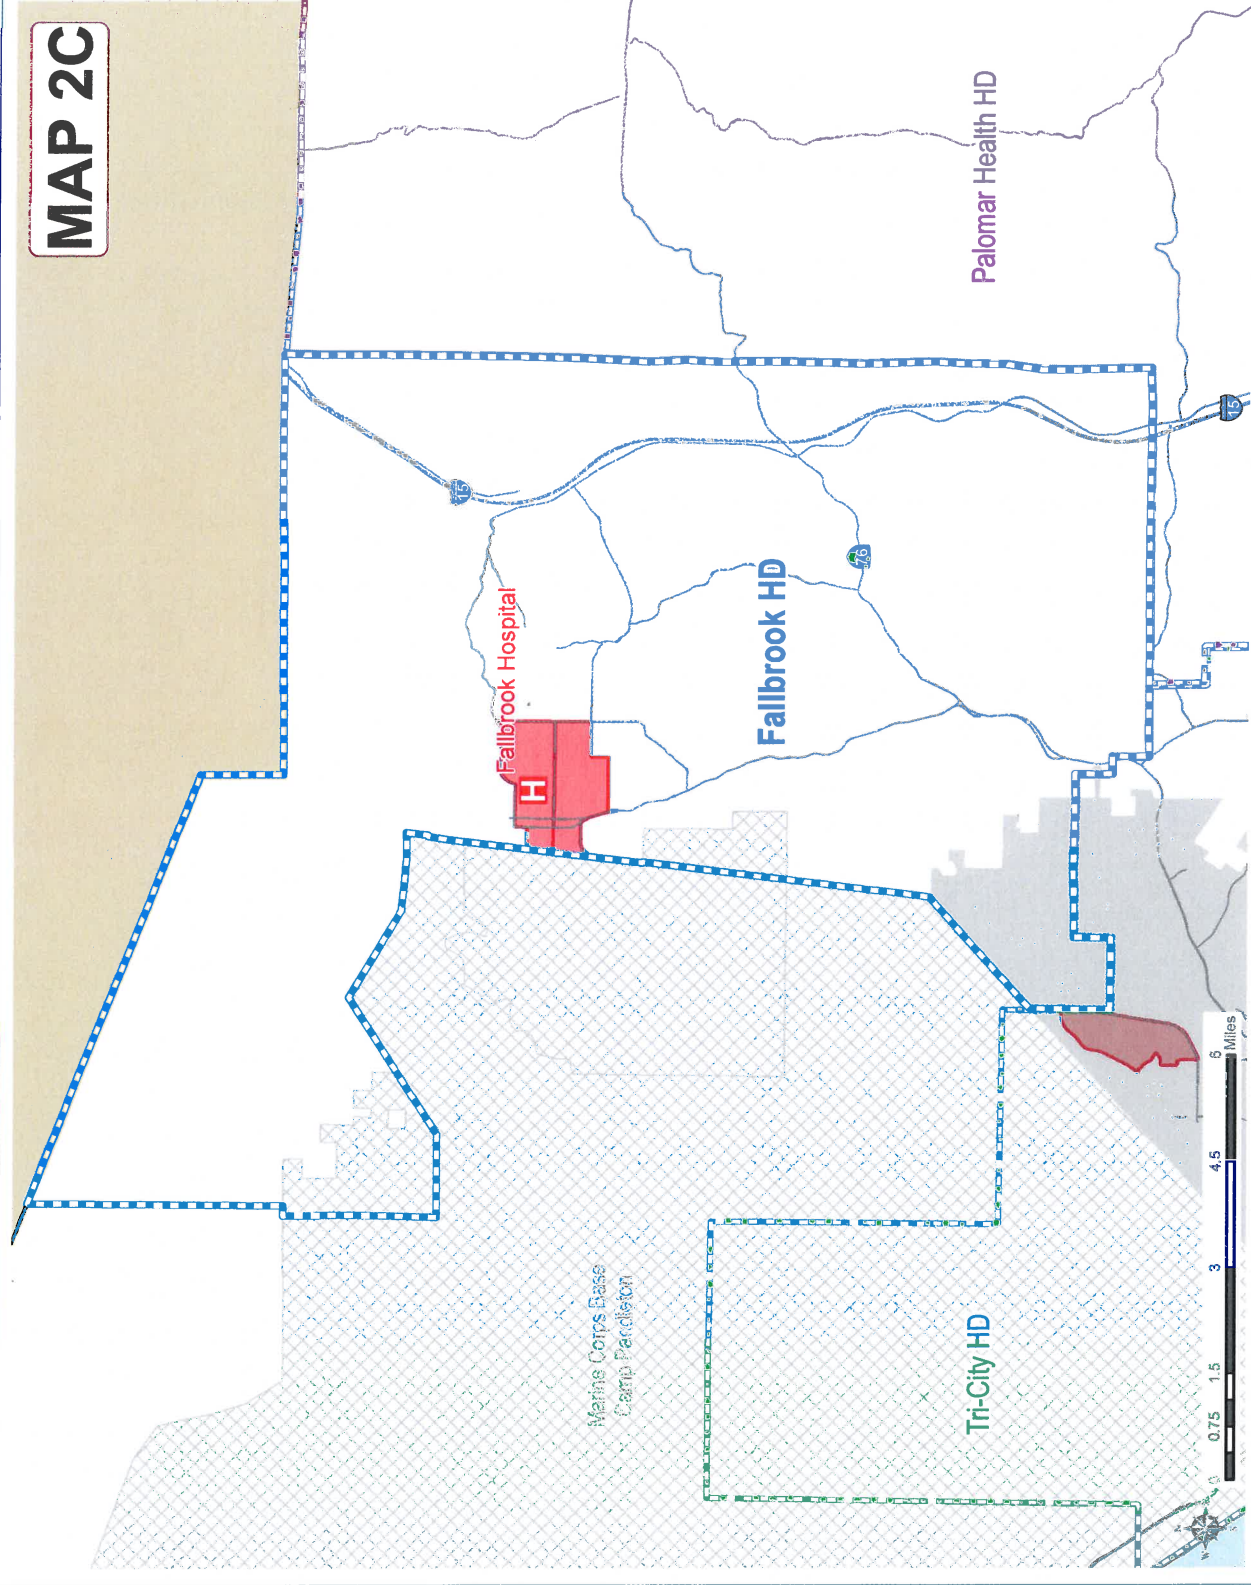 MAP 2C
Palomar Health HD
15
15
76
Fallbrook Hospital
H
Fallbrook HD
Marine Corps Base
Camp Pendleton
Tri-City HD
0 0.75 1.5 3 4.5 6
Miles
N
W
S